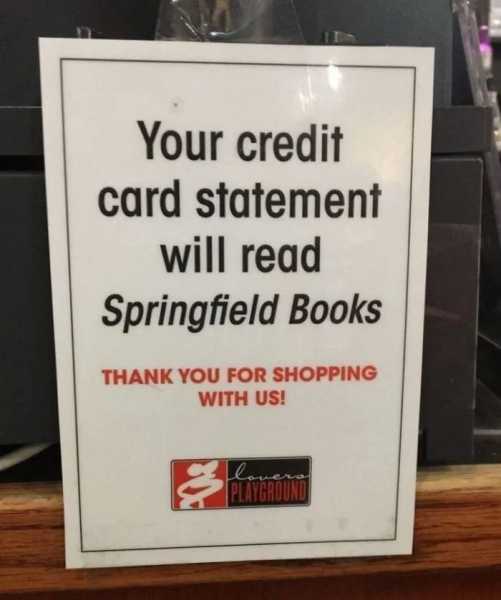 Your credit
card statement
will read
Springfield Books
THANK YOU FOR SHOPPING
WITH US!
lovers
PLAYGROUND